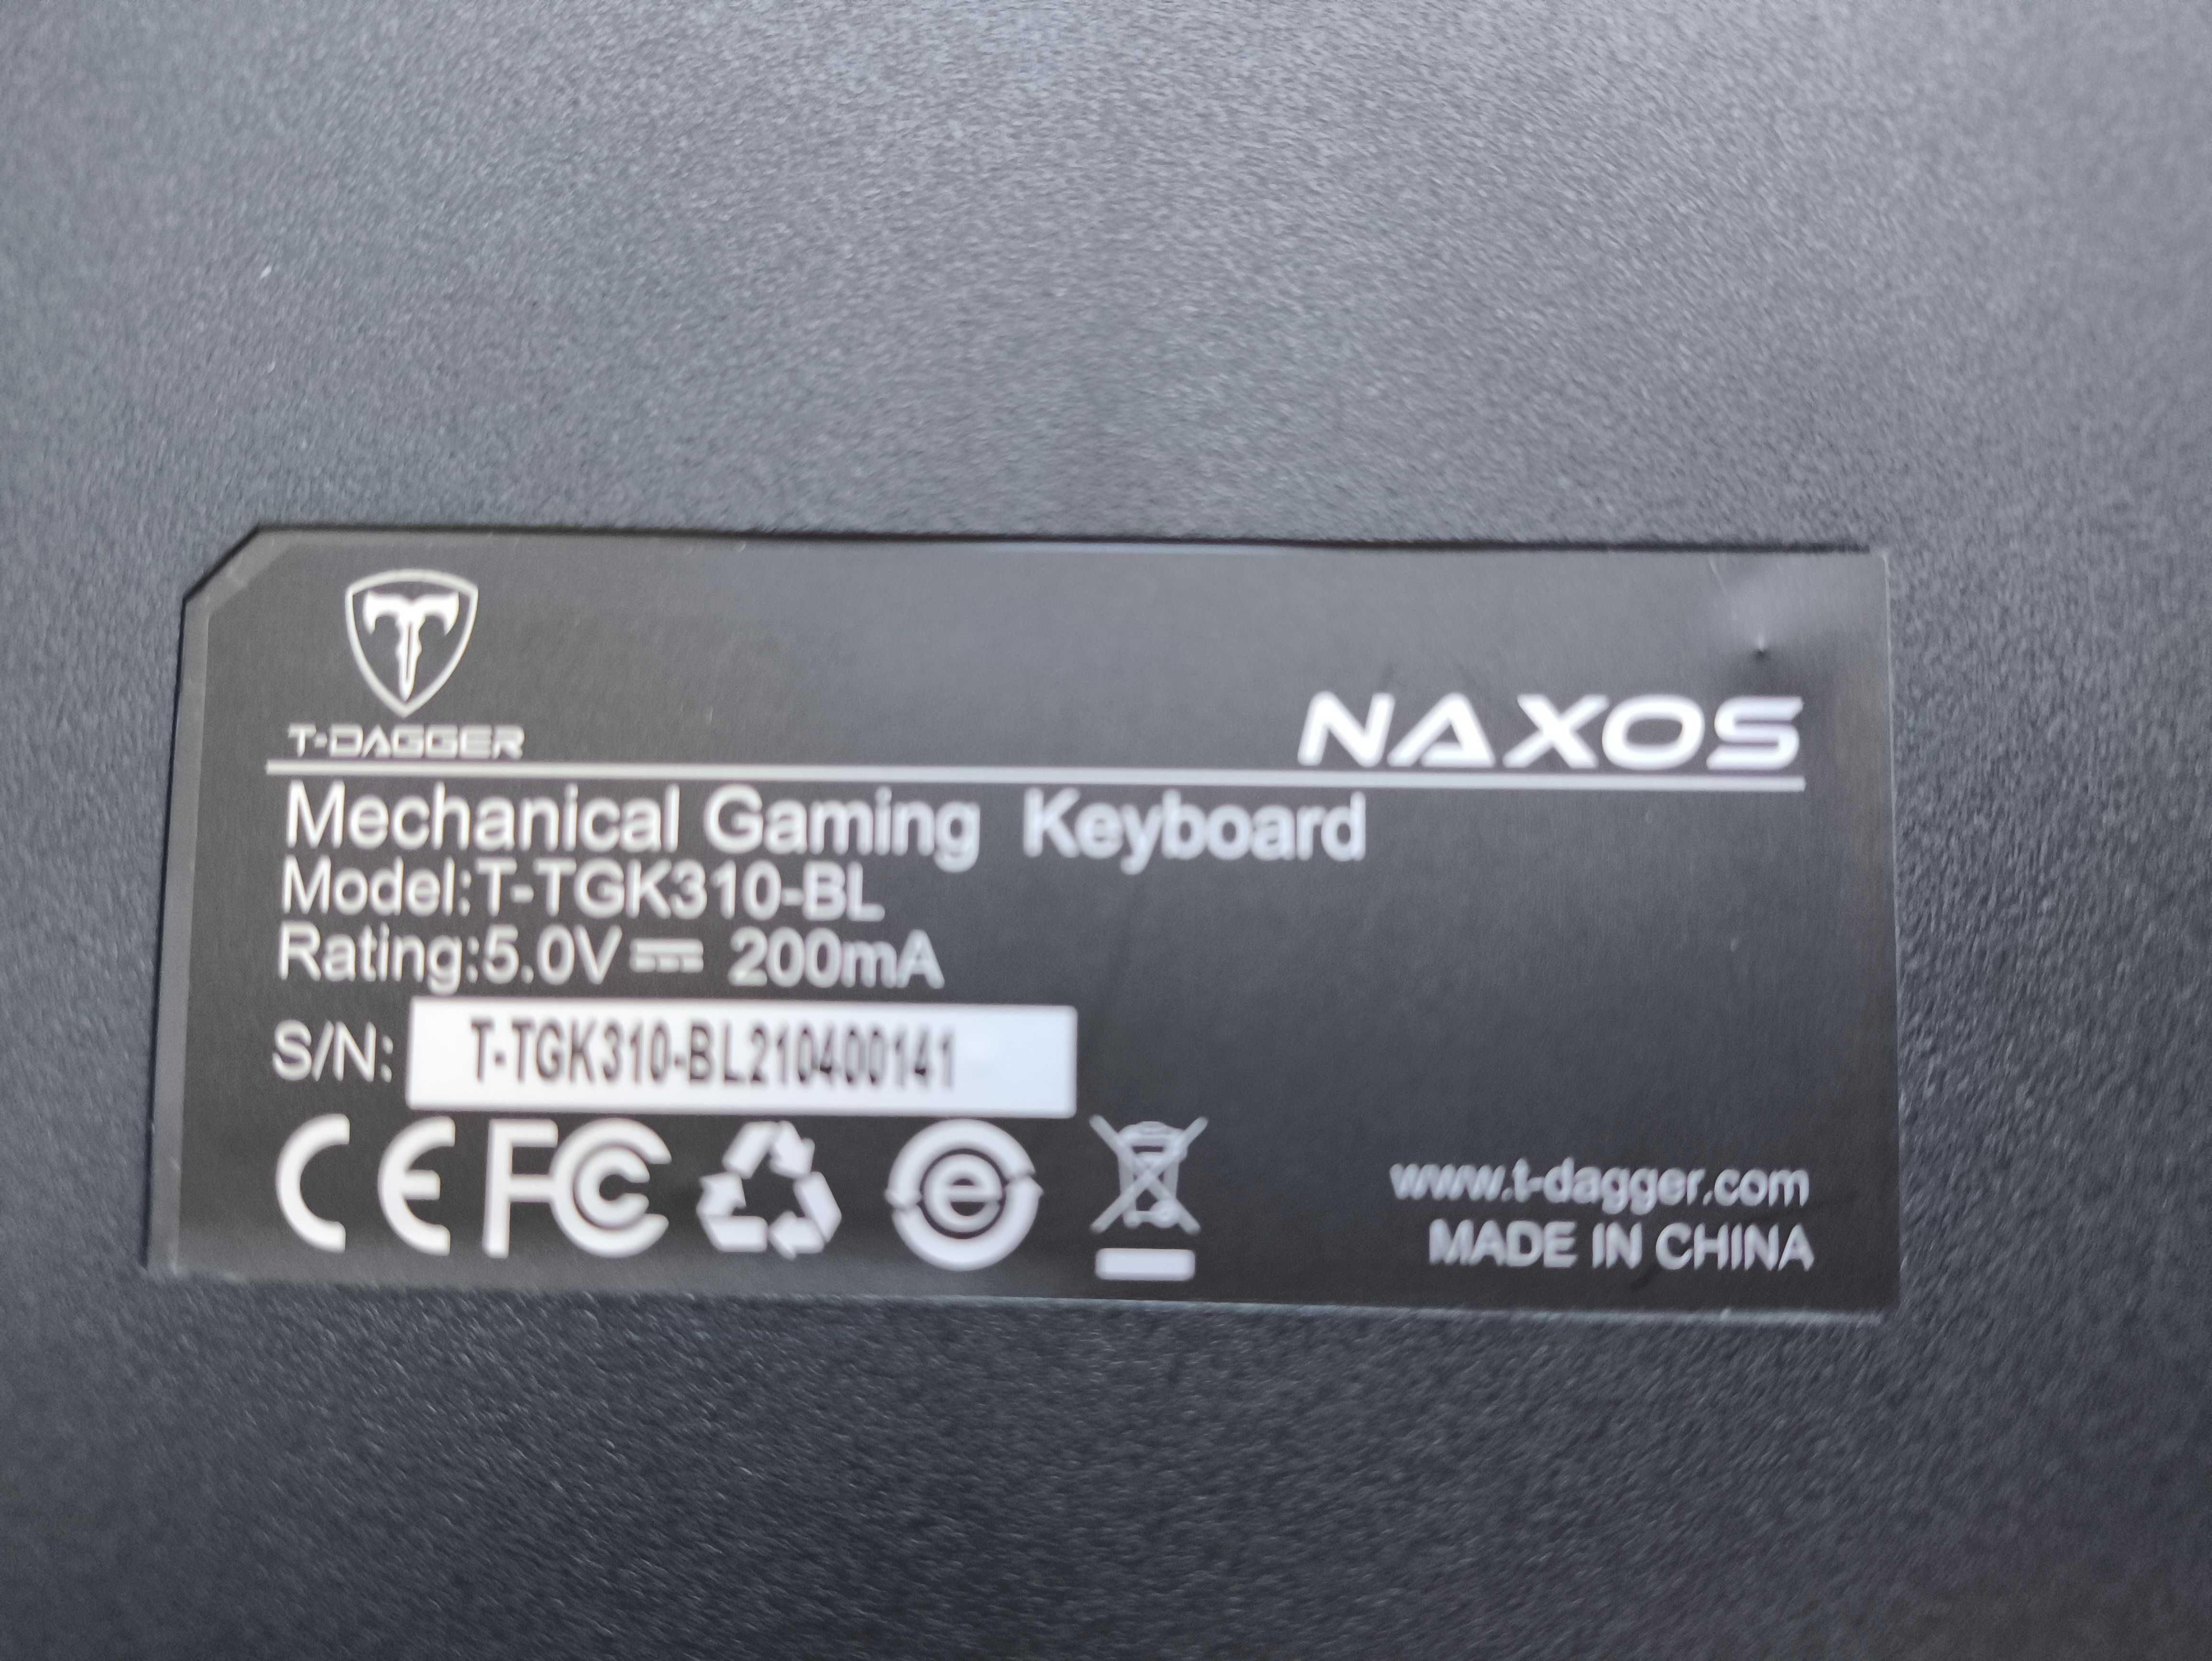 T-DAGGER
NAXOS
Mechanical Gaming Keyboard
Model:T-TGK310-BL
Rating:5.0V⎓ 200mA
S/N: T-TGK310-BL210400141
CE FC e
www.t-dagger.com
MADE IN CHINA